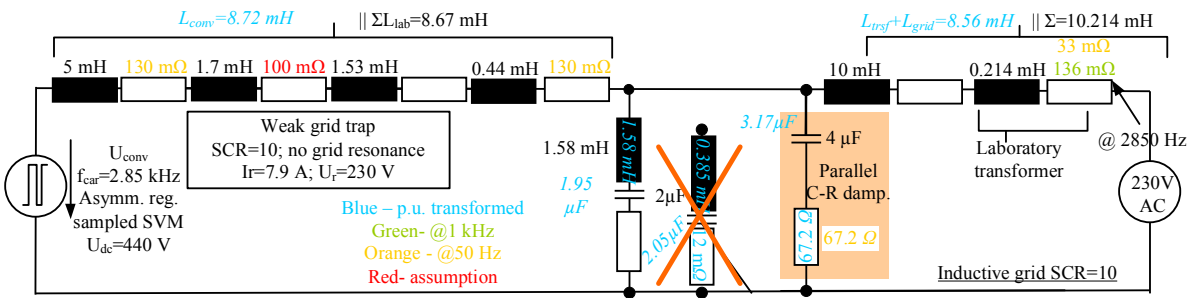 L_conv=8.72 mH || ΣL_lab=8.67 mH
L_trsf+L_grid=8.56 mH || Σ=10.214 mH
5 mH 130 mΩ 1.7 mH 100 mΩ 1.53 mH 0.44 mH 130 mΩ
33 mΩ
10 mH 0.214 mH 136 mΩ
Weak grid trap
SCR=10; no grid resonance
Ir=7.9 A; U_r=230 V
U_conv
f_car=2.85 kHz
Asymm. reg.
sampled SVM
U_dc=440 V
Blue – p.u. transformed
Green- @1 kHz
Orange - @50 Hz
Red- assumption
1.58 mH
1.58 mH
1.95
µF
2µF
2.05µF
3.17µF
4 µF
Parallel
C-R damp.
67.2 Ω
67.2 Ω
Laboratory
transformer
@ 2850 Hz
230V
AC
Inductive grid SCR=10